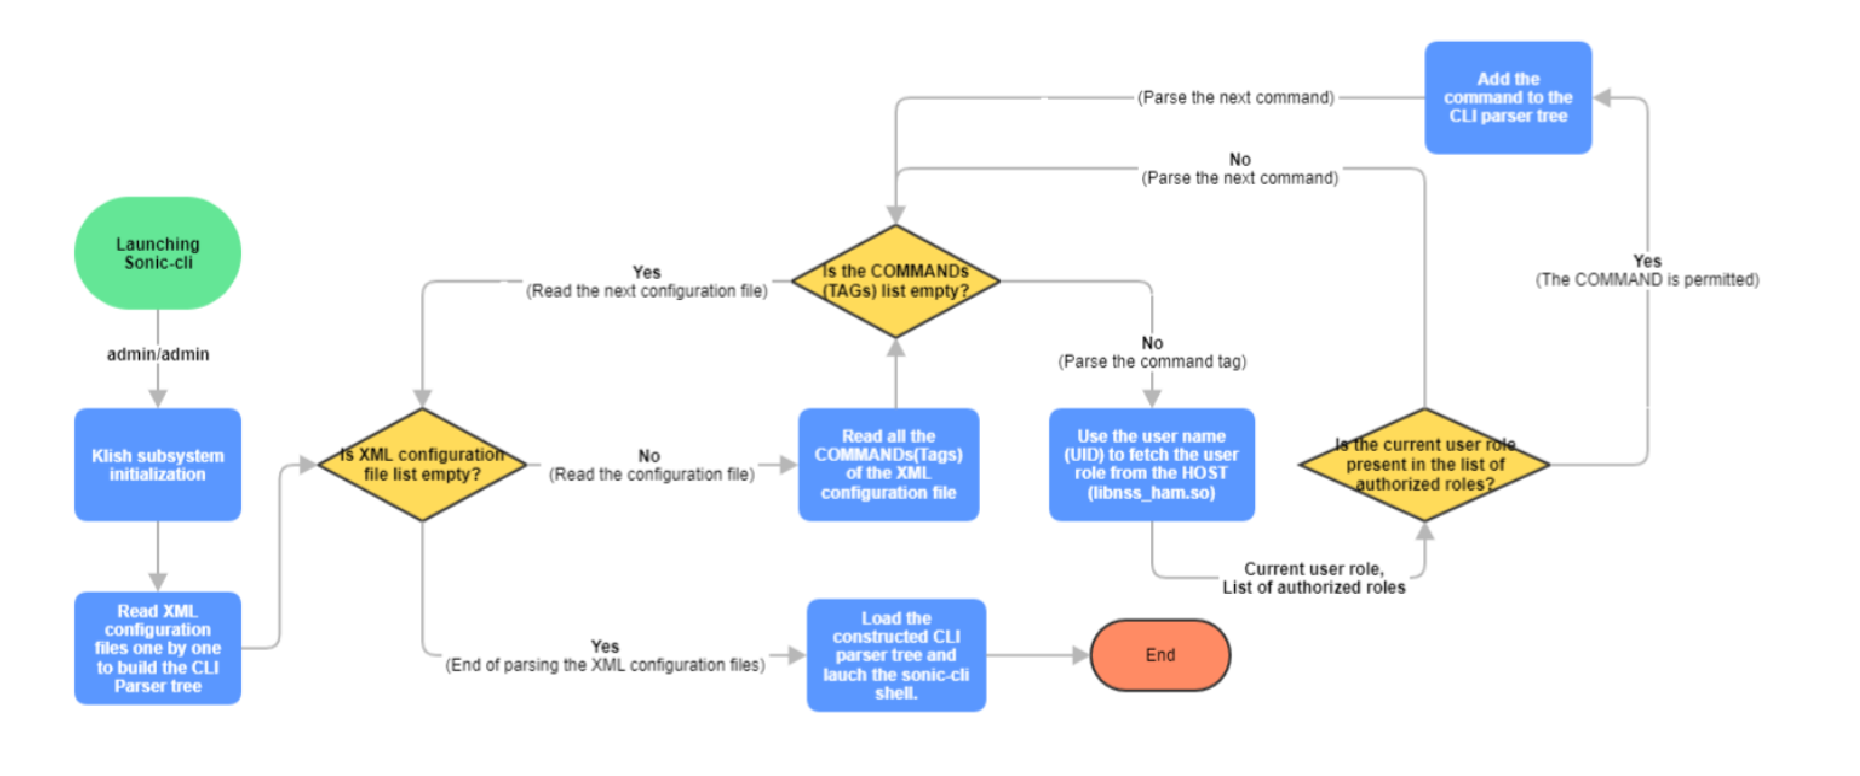 Add the
command to the
CLI parser tree
(Parse the next command)
No
(Parse the next command)
Launching
Sonic-cli
Yes
(Read the next configuration file)
Is the COMMANDs
(TAGs) list empty?
Yes
(The COMMAND is permitted)
admin/admin
No
(Parse the command tag)
Klish subsystem
initialization
Is XML configuration
file list empty?
No
(Read the configuration file)
Read all the
COMMANDs(Tags)
of the XML
configuration file
Use the user name
(UID) to fetch the user
role from the HOST
(libnss_ham.so)
Is the current user role
present in the list of
authorized roles?
Current user role,
List of authorized roles
Read XML
configuration
files one by one
to build the CLI
Parser tree
Yes
(End of parsing the XML configuration files)
Load the
constructed CLI
parser tree and
lauch the sonic-cli
shell.
End